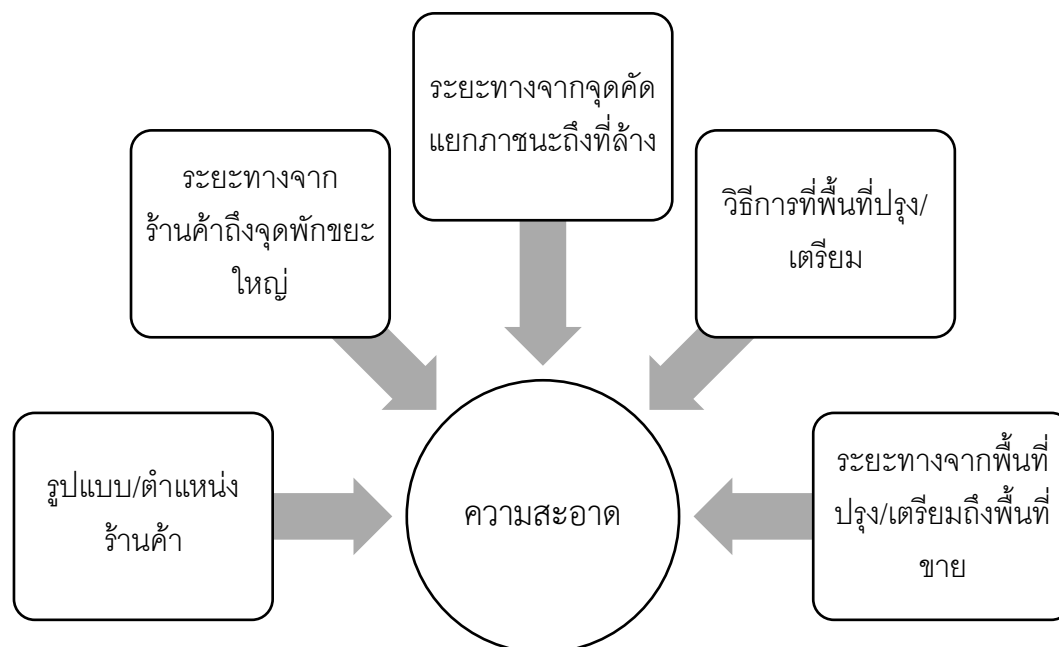 ระยะทางจากจุดคัด
แยกภาชนะถึงที่ล้าง
ระยะทางจาก
ร้านค้าถึงจุดพักขยะ
ใหญ่
วิธีการที่พื้นที่ปรุง/
เตรียม
รูปแบบ/ตำแหน่ง
ร้านค้า
ความสะอาด
ระยะทางจากพื้นที่
ปรุง/เตรียมถึงพื้นที่
ขาย